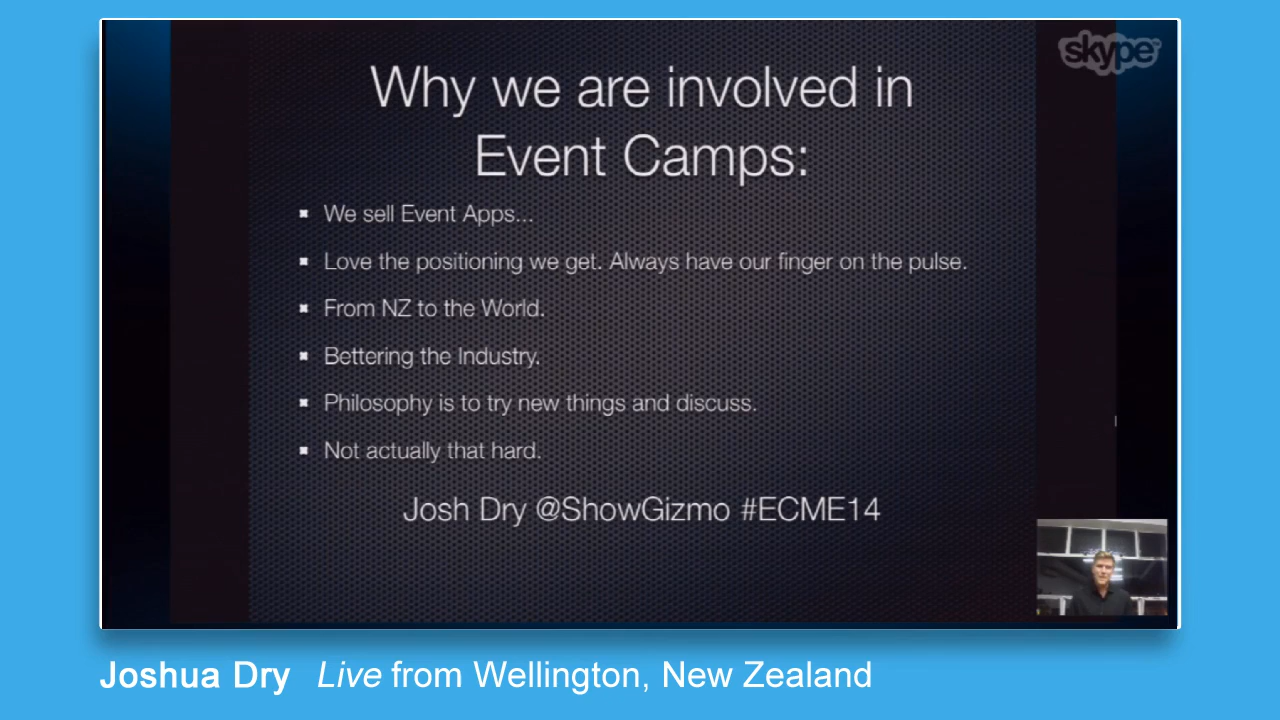 skype
Why we are involved in
Event Camps:
We sell Event Apps...
Love the positioning we get. Always have our finger on the pulse.
From NZ to the World.
Bettering the Industry.
Philosophy is to try new things and discuss.
Not actually that hard.
Josh Dry @ShowGizmo #ECME14
Joshua Dry Live from Wellington, New Zealand